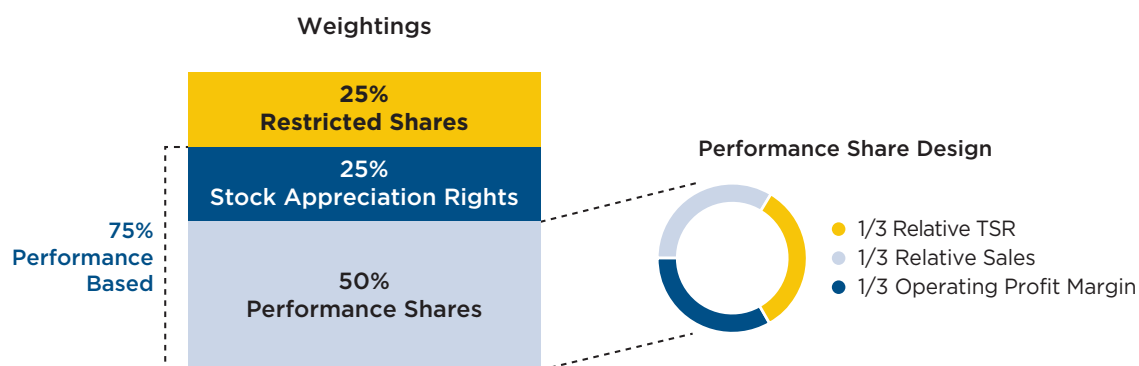 Weightings
25%
Restricted Shares
25%
Stock Appreciation Rights
75%
Performance
Based
50%
Performance Shares
Performance Share Design
1/3 Relative TSR
1/3 Relative Sales
1/3 Operating Profit Margin